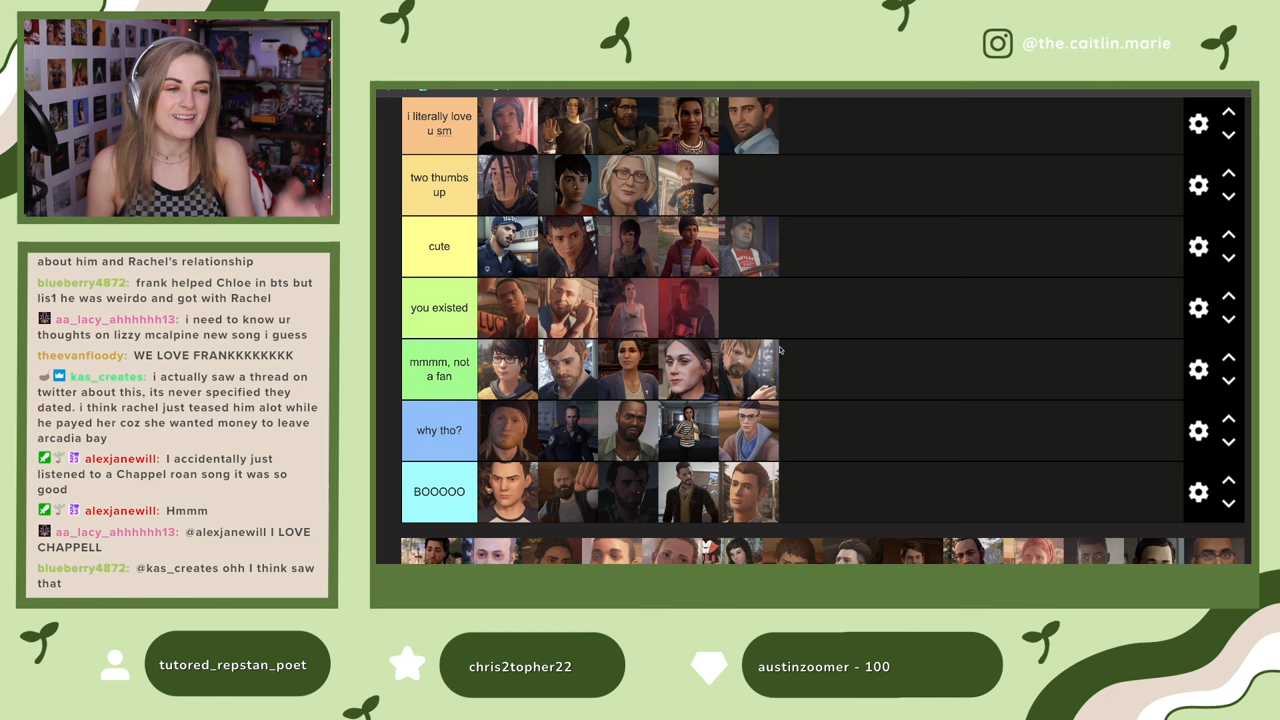 @the.caitlin.marie
i literally love
u sm
two thumbs
up
cute
you existed
mmmm, not
a fan
why tho?
BOOOOO
about him and Rachel's relationship
blueberry4872: frank helped Chloe in bts but
lis1 he was weirdo and got with Rachel
aa_lacy_ahhhhhh13: i need to know ur
thoughts on lizzy mcalpine new song i guess
theevanfloody: WE LOVE FRANKKKKKKKK
kas_creates: i actually saw a thread on
twitter about this, its never specified they
dated. i think rachel just teased him alot while
he payed her coz she wanted money to leave
arcadia bay
alexjanewill: I accidentally just
listened to a Chappel roan song it was so
good
alexjanewill: Hmmm
aa_lacy_ahhhhhh13: @alexjanewill I LOVE
CHAPPELL
blueberry4872: @kas_creates ohh I think saw
that
tutored_repstan_poet
chris2topher22
austinzoomer - 100